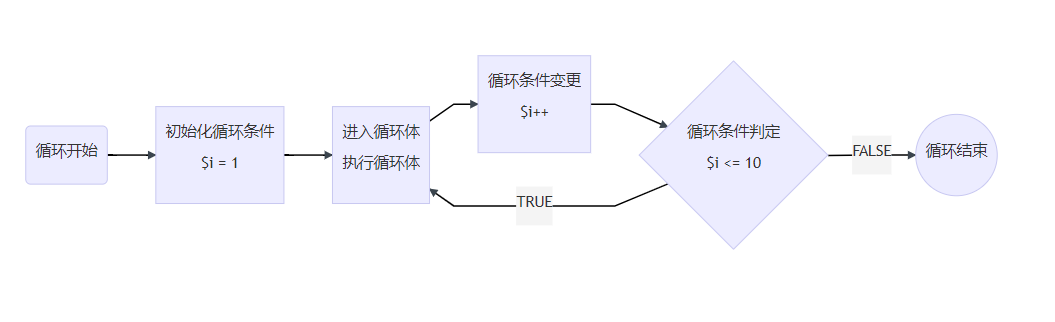 循环开始
初始化循环条件
$i = 1
进入循环体
执行循环体
循环条件变更
$i++
循环条件判定
$i <= 10
TRUE
FALSE
循环结束